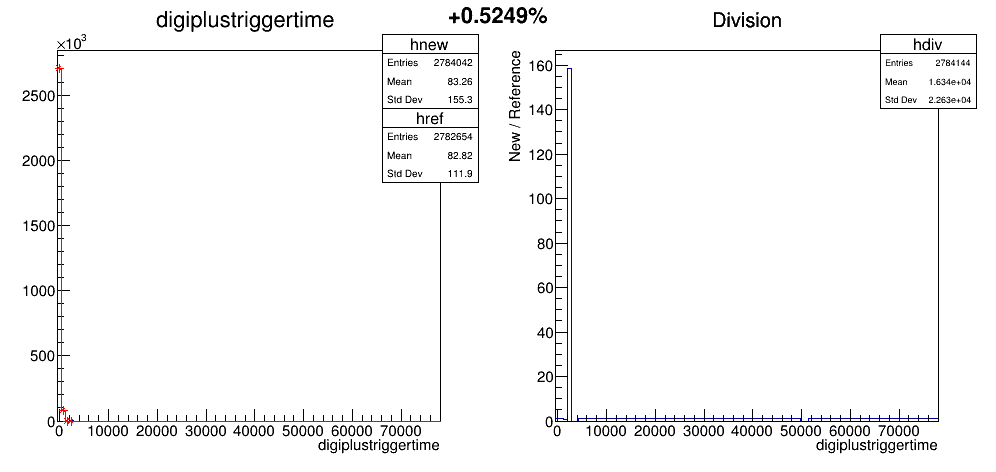 digiplustriggertime
+0.5249%
Division
×10³
hnew
Entries 2784042
Mean 83.26
Std Dev 155.3
href
Entries 2782654
Mean 82.82
Std Dev 111.9
2500
2000
1500
1000
500
0
0 10000 20000 30000 40000 50000 60000 70000
digiplustriggertime
hdiv
Entries 2784144
Mean 1.634e+04
Std Dev 2.263e+04
New / Reference
160
140
120
100
80
60
40
20
0
0 10000 20000 30000 40000 50000 60000 70000
digiplustriggertime